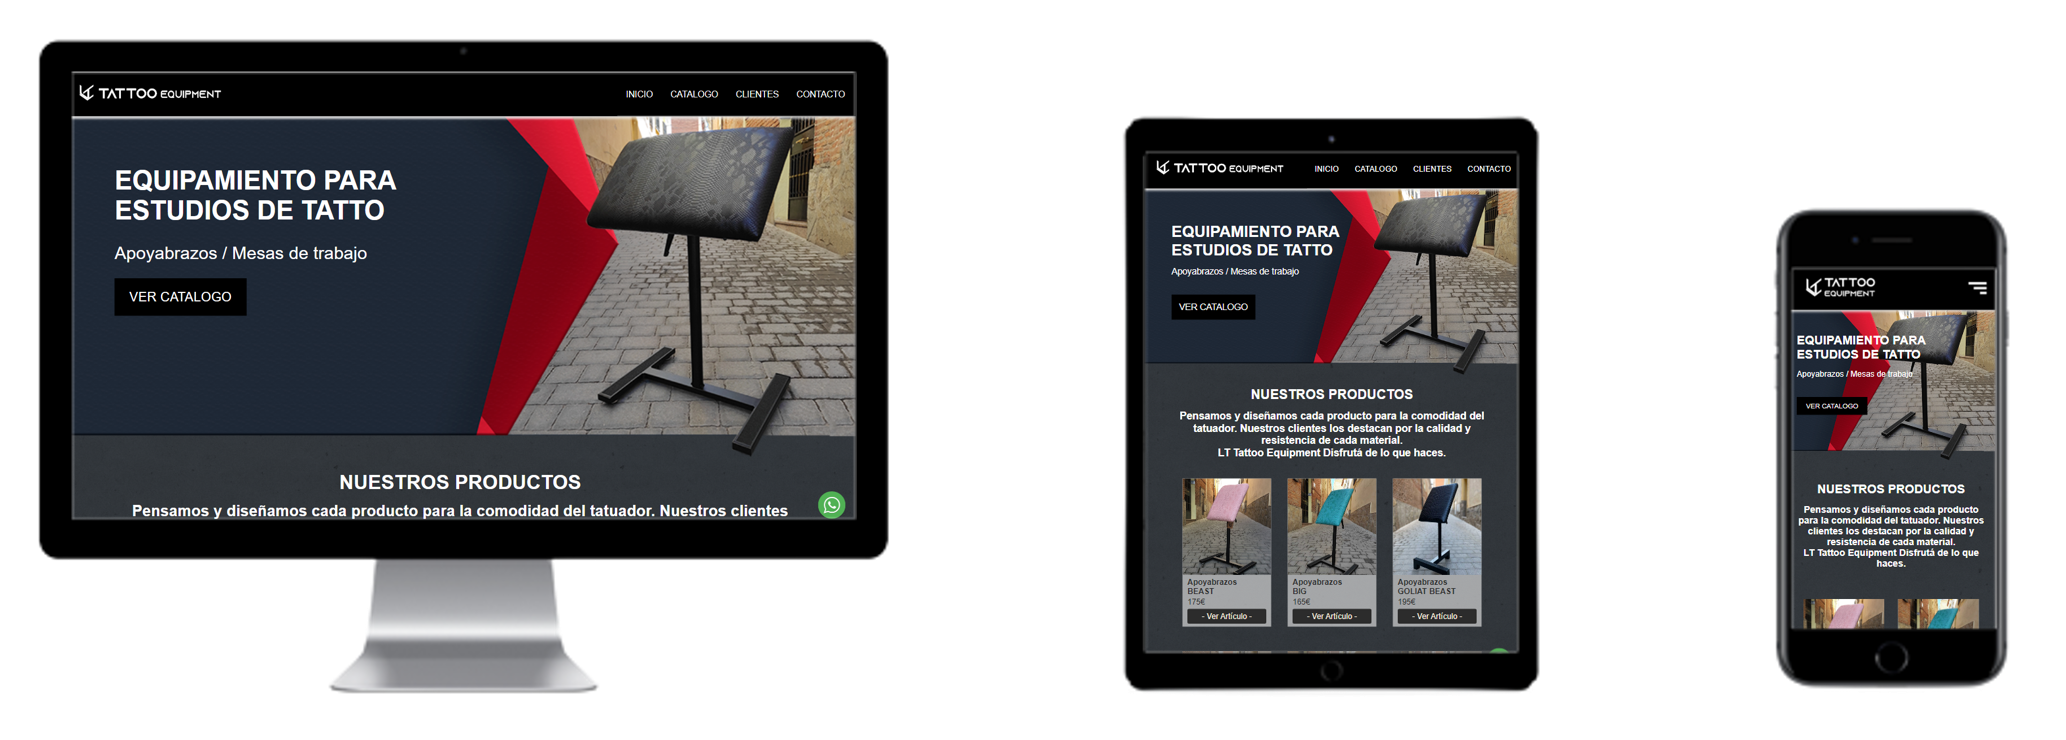 LT TATTOO EQUIPMENT
INICIO CATALOGO CLIENTES CONTACTO
EQUIPAMIENTO PARA
ESTUDIOS DE TATTO
Apoyabrazos / Mesas de trabajo
VER CATALOGO
NUESTROS PRODUCTOS
Pensamos y diseñamos cada producto para la comodidad del tatuador. Nuestros clientes
LT TATTOO EQUIPMENT
INICIO CATALOGO CLIENTES CONTACTO
EQUIPAMIENTO PARA
ESTUDIOS DE TATTO
Apoyabrazos / Mesas de trabajo
VER CATALOGO
NUESTROS PRODUCTOS
Pensamos y diseñamos cada producto para la comodidad del
tatuador. Nuestros clientes los destacan por la calidad y
resistencia de cada material.
LT Tattoo Equipment Disfrutá de lo que haces.
Apoyabrazos
BEAST
175€
- Ver Artículo -
Apoyabrazos
BIG
165€
- Ver Artículo -
Apoyabrazos
GOLIAT BEAST
195€
- Ver Artículo -
LT TATTOO
EQUIPMENT
EQUIPAMIENTO PARA
ESTUDIOS DE TATTO
Apoyabrazos / Mesas de trabajo
VER CATALOGO
NUESTROS PRODUCTOS
Pensamos y diseñamos cada producto
para la comodidad del tatuador. Nuestros
clientes los destacan por la calidad y
resistencia de cada material.
LT Tattoo Equipment Disfrutá de lo que
haces.